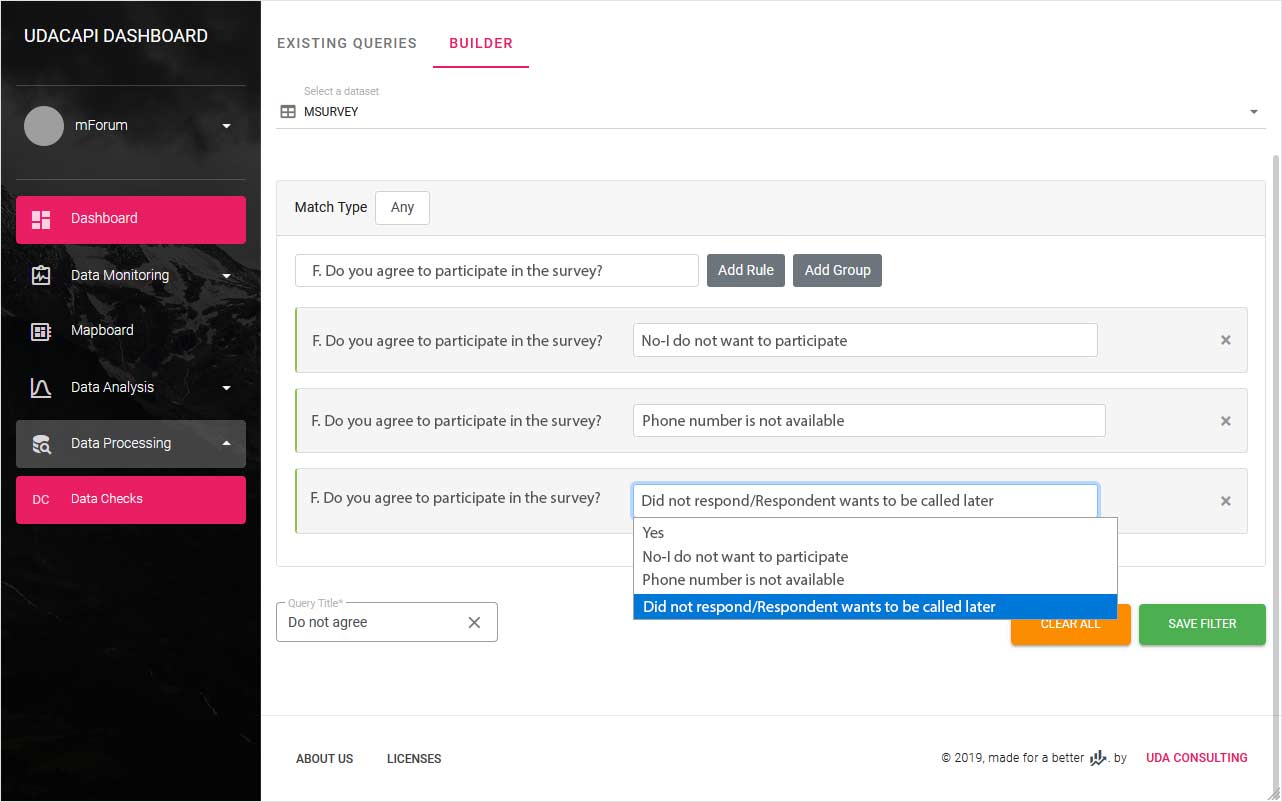 UDACAPI DASHBOARD
mForum
Dashboard
Data Monitoring
Mapboard
Data Analysis
Data Processing
DC Data Checks
EXISTING QUERIES BUILDER
Select a dataset
MSURVEY
Match Type Any
F. Do you agree to participate in the survey? Add Rule Add Group
F. Do you agree to participate in the survey? No-I do not want to participate ×
F. Do you agree to participate in the survey? Phone number is not available ×
F. Do you agree to participate in the survey? Did not respond/Respondent wants to be called later ×
Yes
No-I do not want to participate
Phone number is not available
Did not respond/Respondent wants to be called later
Query Title*
Do not agree
CLEAR ALL SAVE FILTER
ABOUT US LICENSES © 2019, made for a better . by UDA CONSULTING